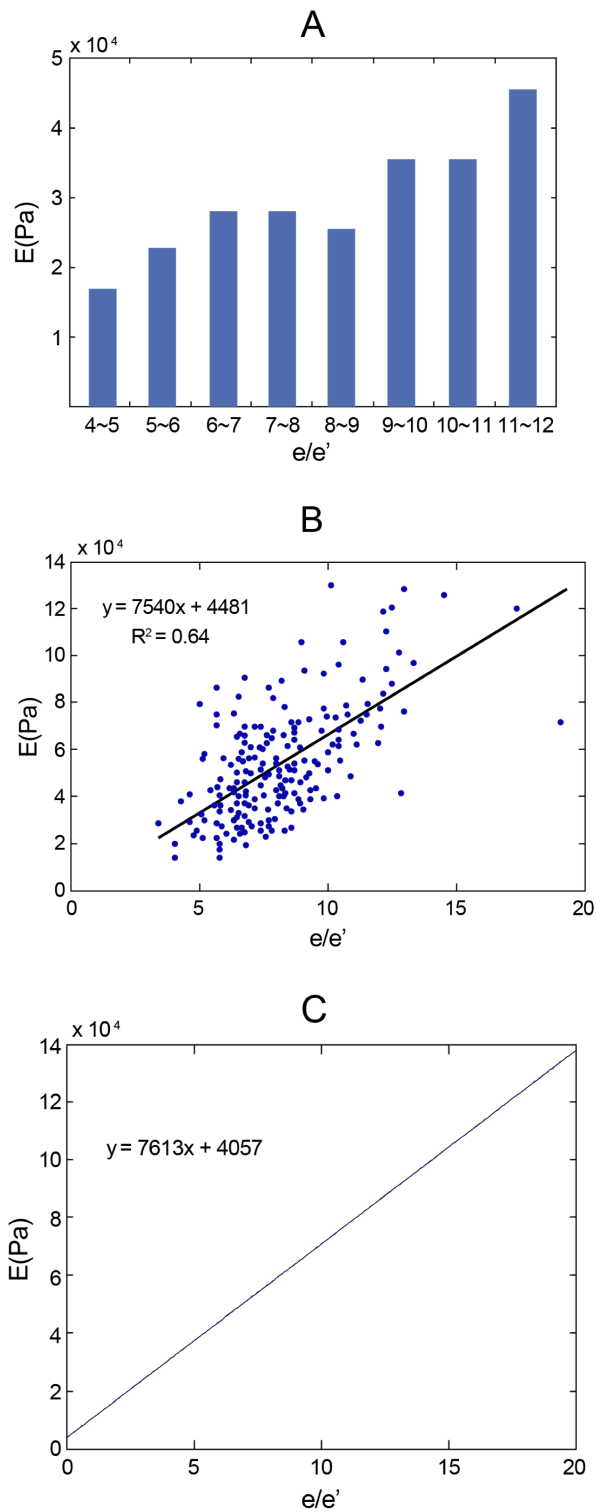 A
x 10⁴
5
4
3
2
1
E(Pa)
4~5 5~6 6~7 7~8 8~9 9~10 10~11 11~12
e/e’
B
x 10⁴
14
12
10
8
6
4
2
0
E(Pa)
y = 7540x + 4481
R² = 0.64
0 5 10 15 20
e/e’
C
x 10⁴
14
12
10
8
6
4
2
0
E(Pa)
y = 7613x + 4057
0 5 10 15 20
e/e’